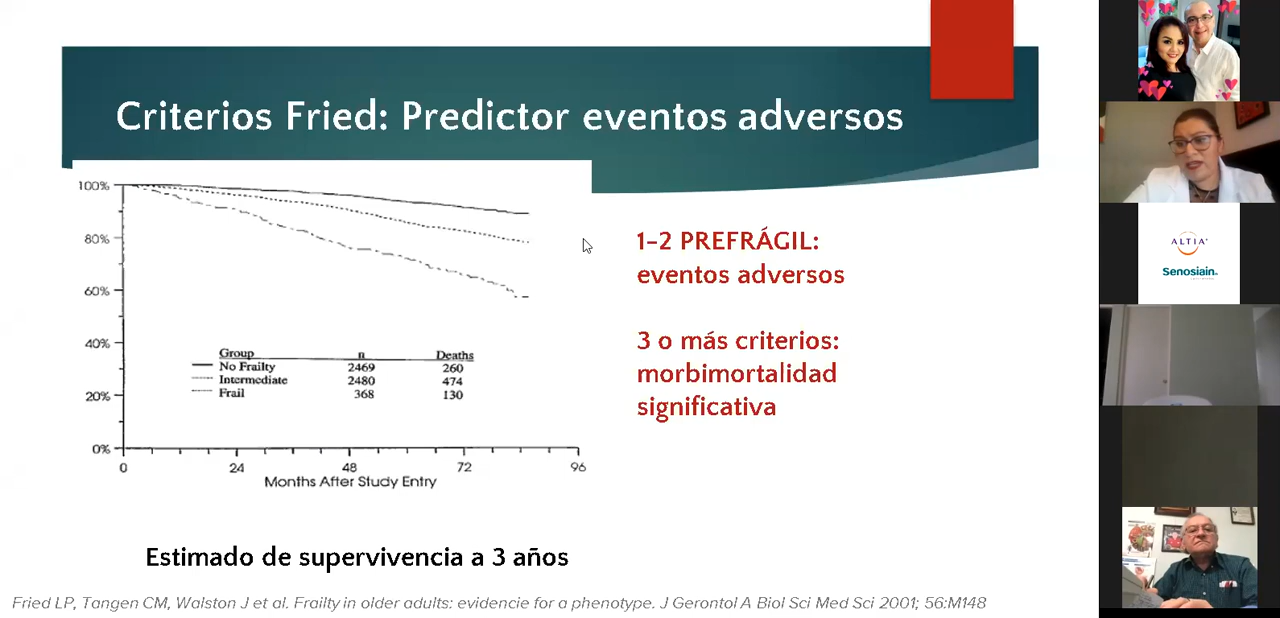 Criterios Fried: Predictor eventos adversos
100%
80%
60%
40%
20%
0%
Group n Deaths
No Frailty 2469 260
Intermediate 2480 474
Frail 368 130
0 24 48 72 96
Months After Study Entry
1-2 PREFRÁGIL:
eventos adversos
3 o más criterios:
morbimortalidad
significativa
Estimado de supervivencia a 3 años
Fried LP, Tangen CM, Walston J et al. Frailty in older adults: evidencie for a phenotype. J Gerontol A Biol Sci Med Sci 2001; 56:M148
ALTIA
Senosiain